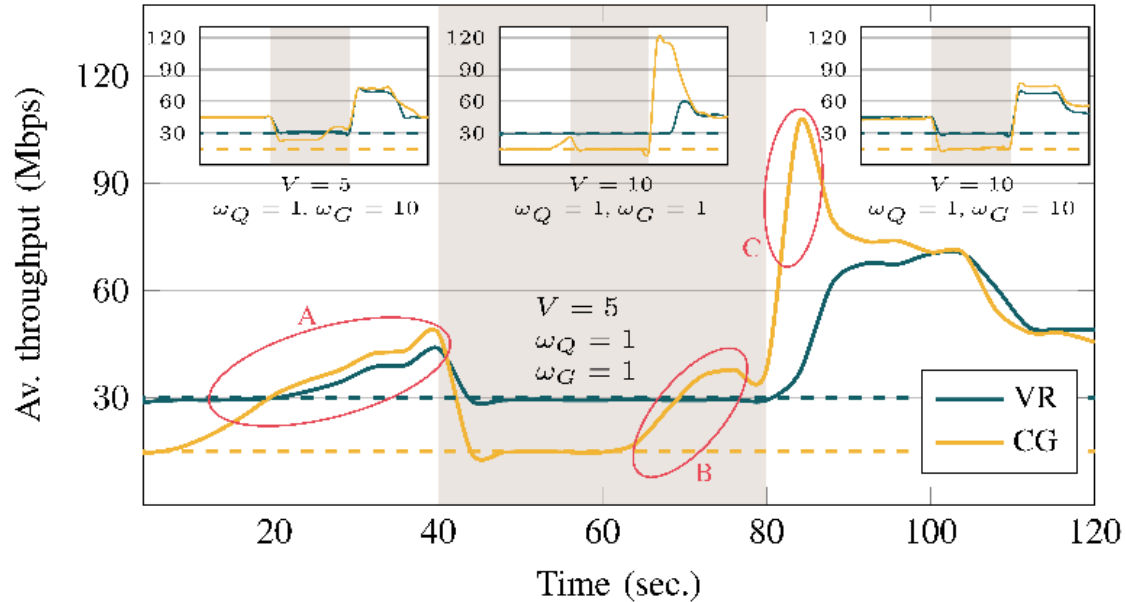 120
90
60
30
V = 5
ω_Q = 1. ω_G = 10
120
90
60
30
V = 10
ω_Q = 1, ω_G = 1
120
90
60
30
V = 10
ω_Q = 1, ω_G = 10
Av. throughput (Mbps)
120
90
60
30
A
B
C
V = 5
ω_Q = 1
ω_G = 1
VR
CG
20
40
60
80
100
120
Time (sec.)